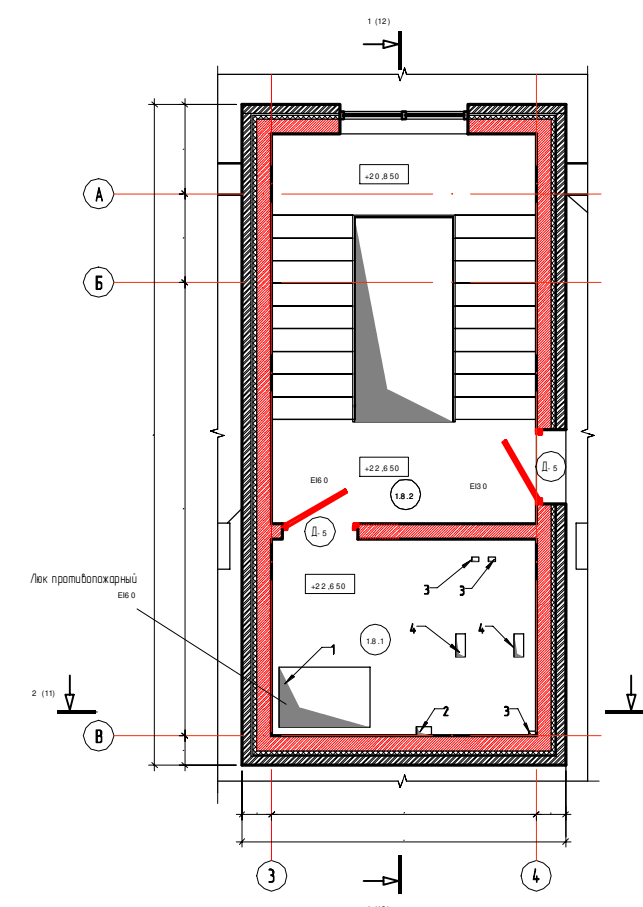 1 (12)
+20,850
А
Б
+22,650
Д- 5
EI60
1.8.2
EI30
Д- 5
Люк противопожарный
EI60
+22,650
3
3
1.8.1
4
4
1
2 (11)
2
3
В
3
4